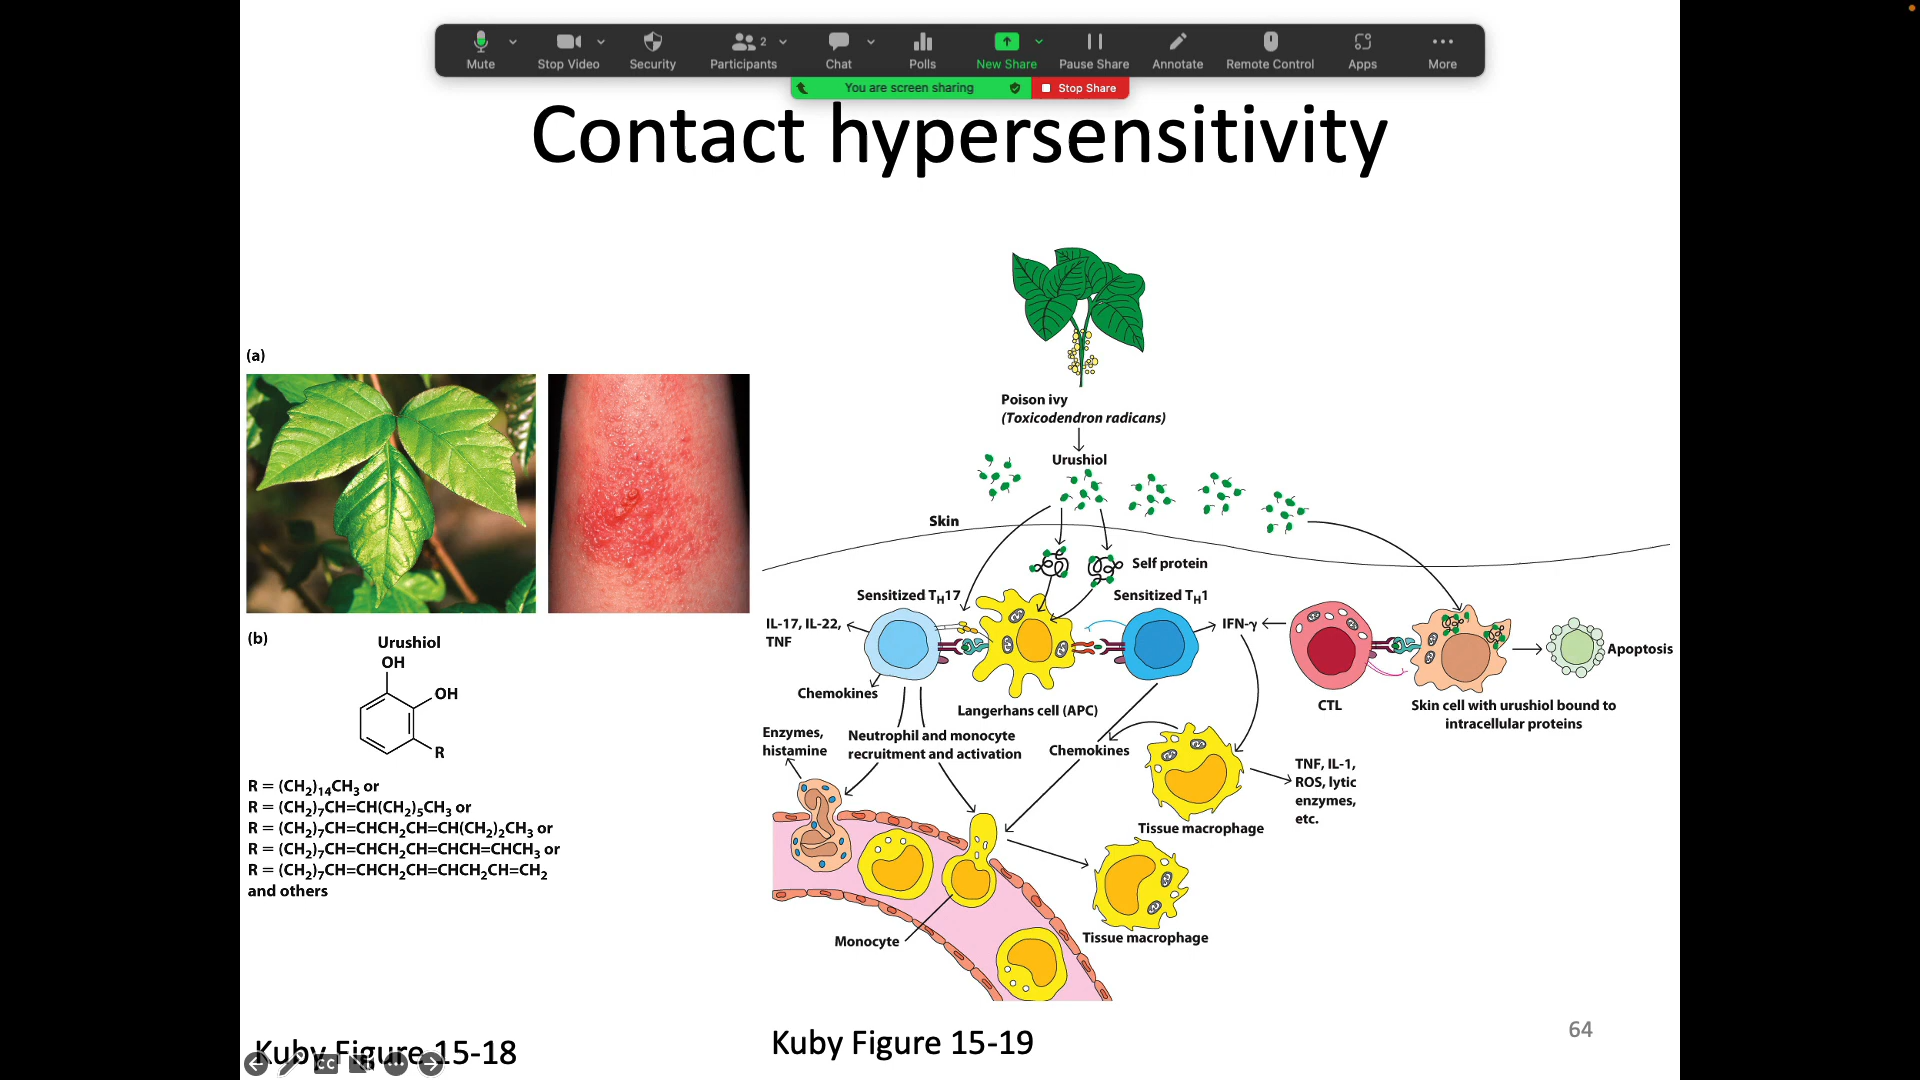 Mute
Stop Video
Security
Participants 2
Chat
Polls
New Share
Pause Share
Annotate
Remote Control
Apps
More
You are screen sharing
Stop Share
Contact hypersensitivity
(a)
Poison ivy
(Toxicodendron radicans)
Urushiol
Skin
Self protein
Sensitized TH17
Sensitized TH1
IL-17, IL-22,
TNF
IFN-γ
Chemokines
Langerhans cell (APC)
CTL
Skin cell with urushiol bound to
intracellular proteins
Apoptosis
Enzymes,
histamine
Neutrophil and monocyte
recruitment and activation
Chemokines
TNF, IL-1,
ROS, lytic
enzymes,
etc.
Tissue macrophage
Tissue macrophage
Monocyte
(b)
Urushiol
OH
OH
R
R = (CH2)14CH3 or
R = (CH2)7CH=CH(CH2)5CH3 or
R = (CH2)7CH=CHCH2CH=CH(CH2)2CH3 or
R = (CH2)7CH=CHCH2CH=CHCH=CHCH3 or
R = (CH2)7CH=CHCH2CH=CHCH2CH=CH2
and others
Kuby Figure 15-18
CC
Kuby Figure 15-19
64